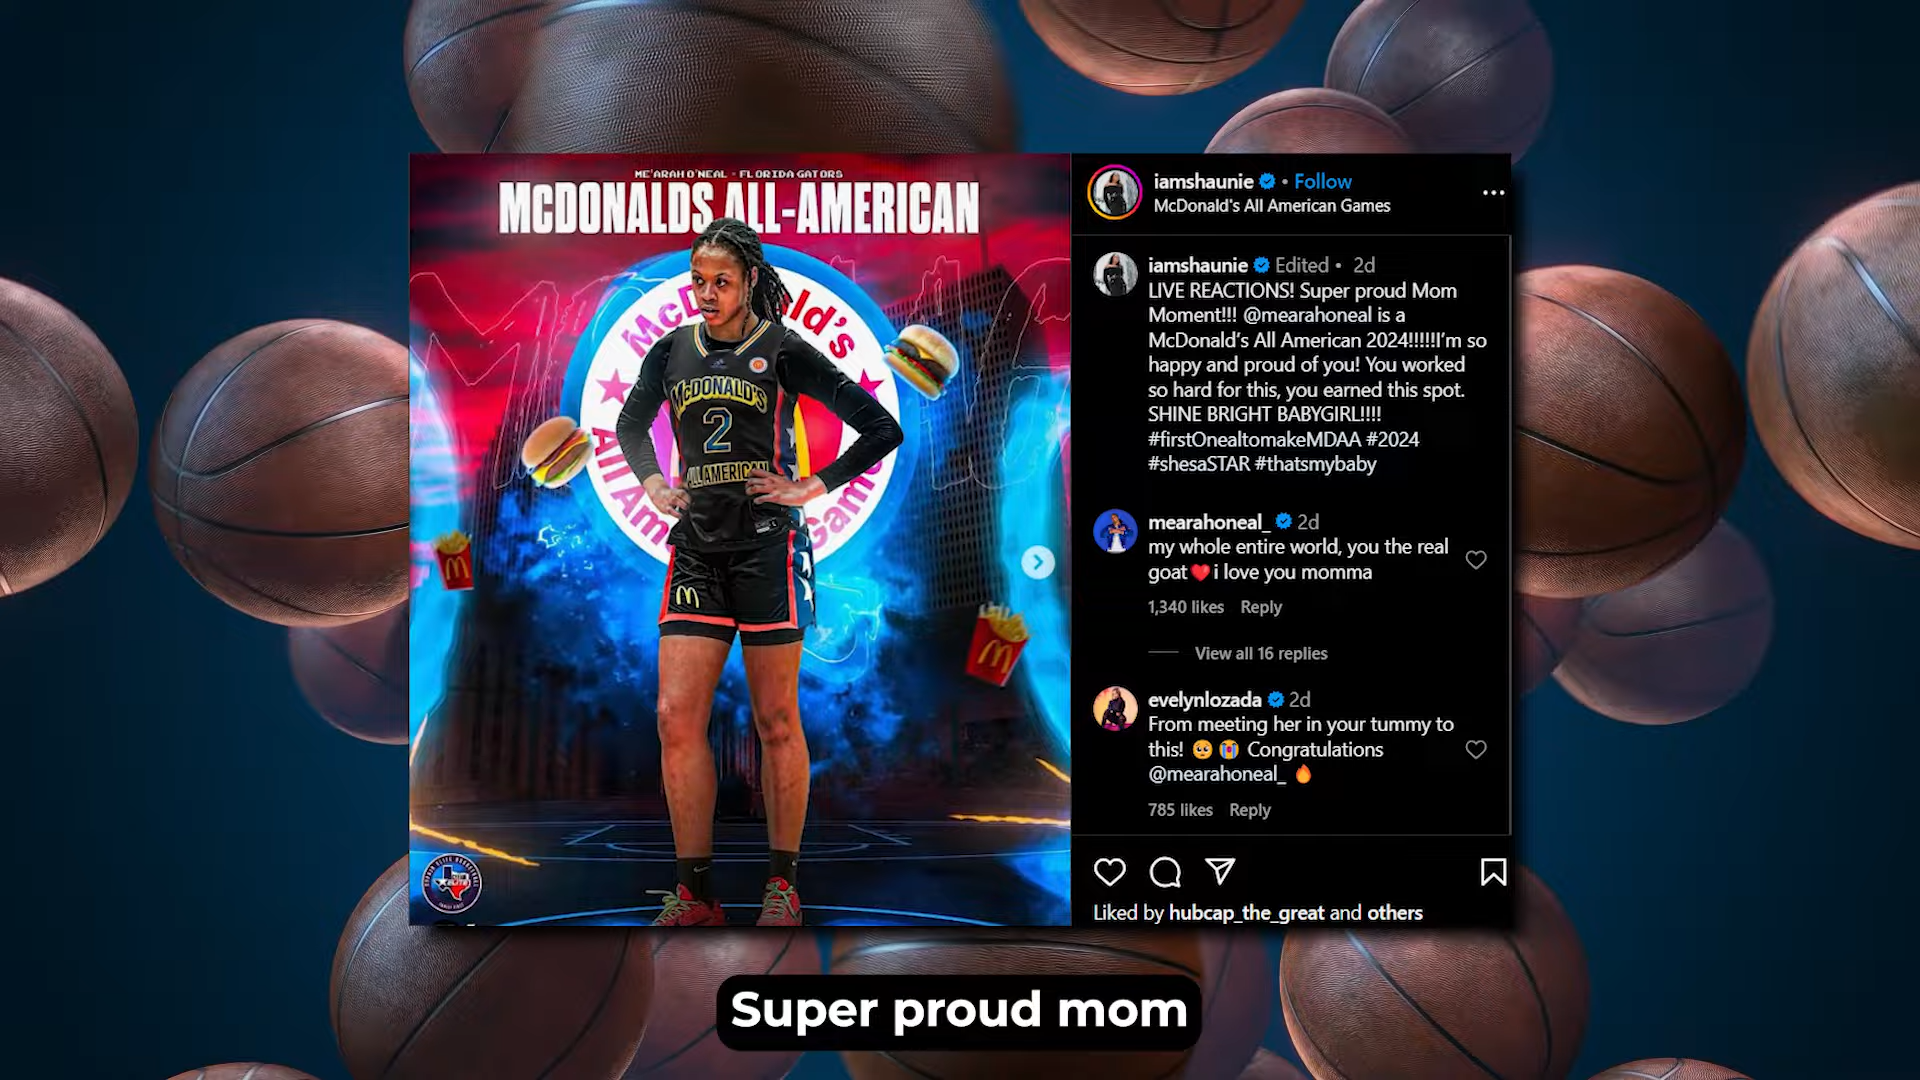 ME'ARAH O'NEAL - FLORIDA GATORS
McDONALDS ALL-AMERICAN
McDonald's
All American Games
McDONALD'S
2
ALL AMERICAN
iamshaunie • Follow
McDonald's All American Games
iamshaunie Edited • 2d
LIVE REACTIONS! Super proud Mom
Moment!!! @mearahoneal is a
McDonald's All American 2024!!!!!I'm so
happy and proud of you! You worked
so hard for this, you earned this spot.
SHINE BRIGHT BABYGIRL!!!!
#firstOnealtomakeMDAA #2024
#shesaSTAR #thatsmybaby
mearahoneal_ 2d
my whole entire world, you the real
goat❤️i love you momma
1,340 likes Reply
View all 16 replies
evelynlozada 2d
From meeting her in your tummy to
this! 🥺 😭 Congratulations
@mearahoneal_ 🔥
785 likes Reply
Liked by hubcap_the_great and others
Super proud mom